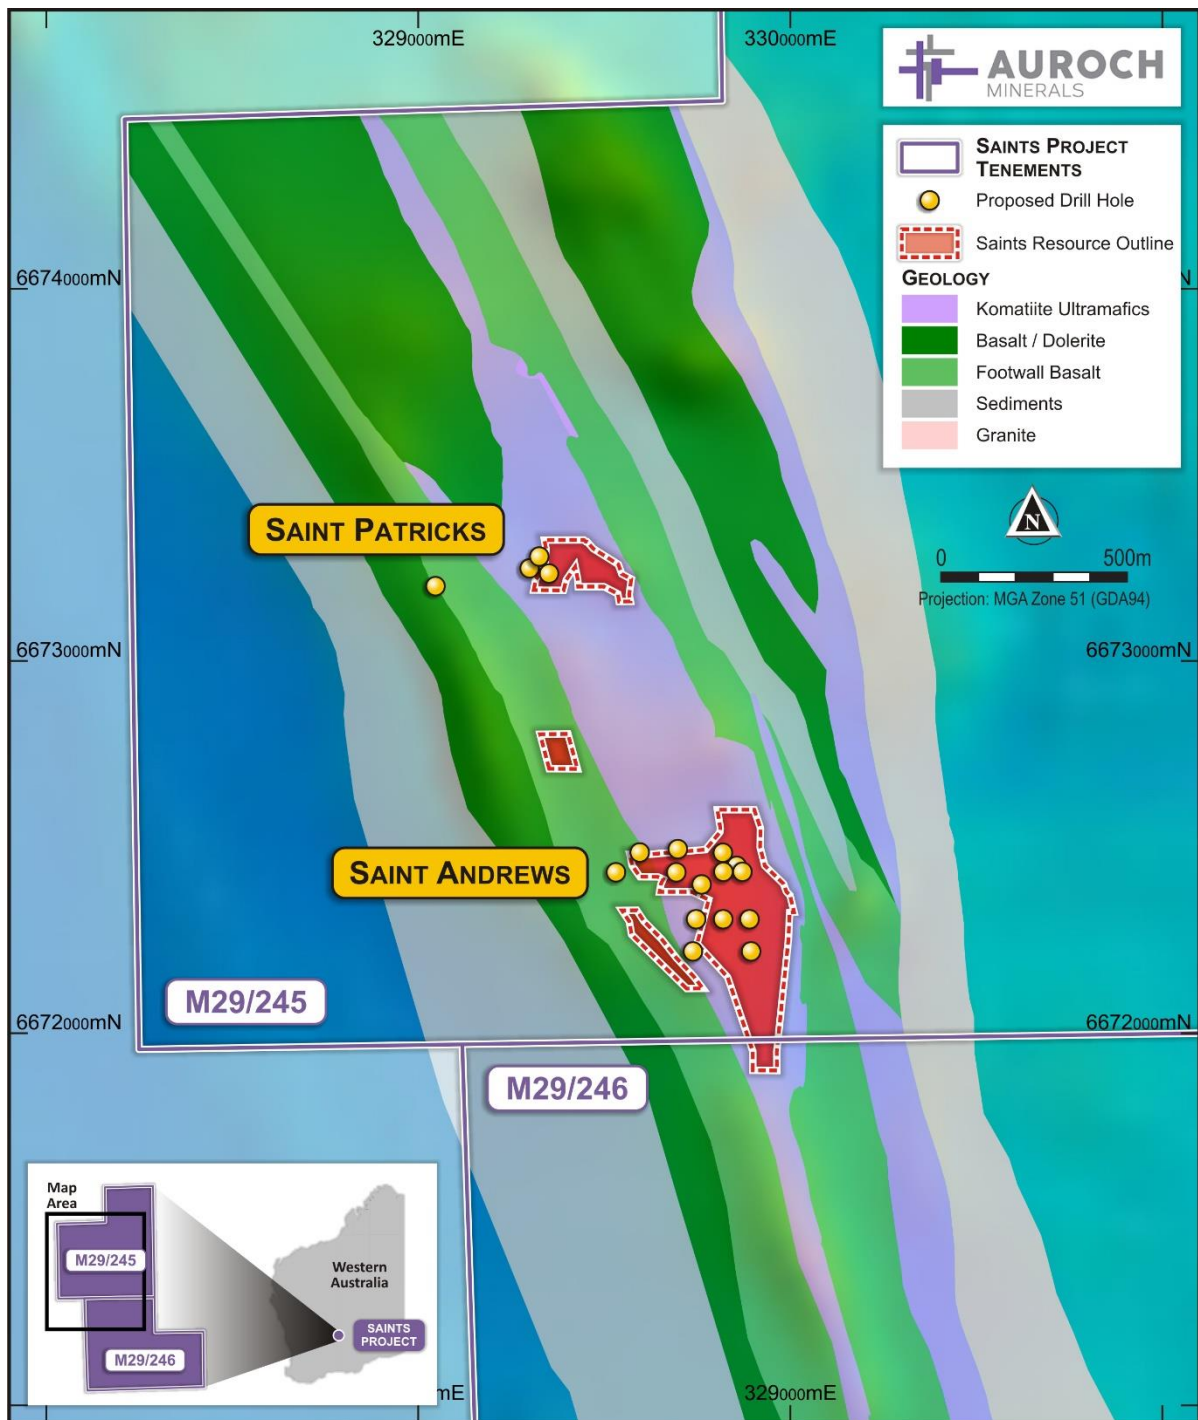 329000mE
330000mE
AUROCH
MINERALS
SAINTS PROJECT
TENEMENTS
Proposed Drill Hole
Saints Resource Outline
GEOLOGY
Komatiite Ultramafics
Basalt / Dolerite
Footwall Basalt
Sediments
Granite
6674000mN
N
SAINT PATRICKS
N
0
500m
Projection: MGA Zone 51 (GDA94)
6673000mN
6673000mN
SAINT ANDREWS
M29/245
6672000mN
6672000mN
M29/246
Map
Area
M29/245
M29/246
Western
Australia
SAINTS
PROJECT
mE
329000mE